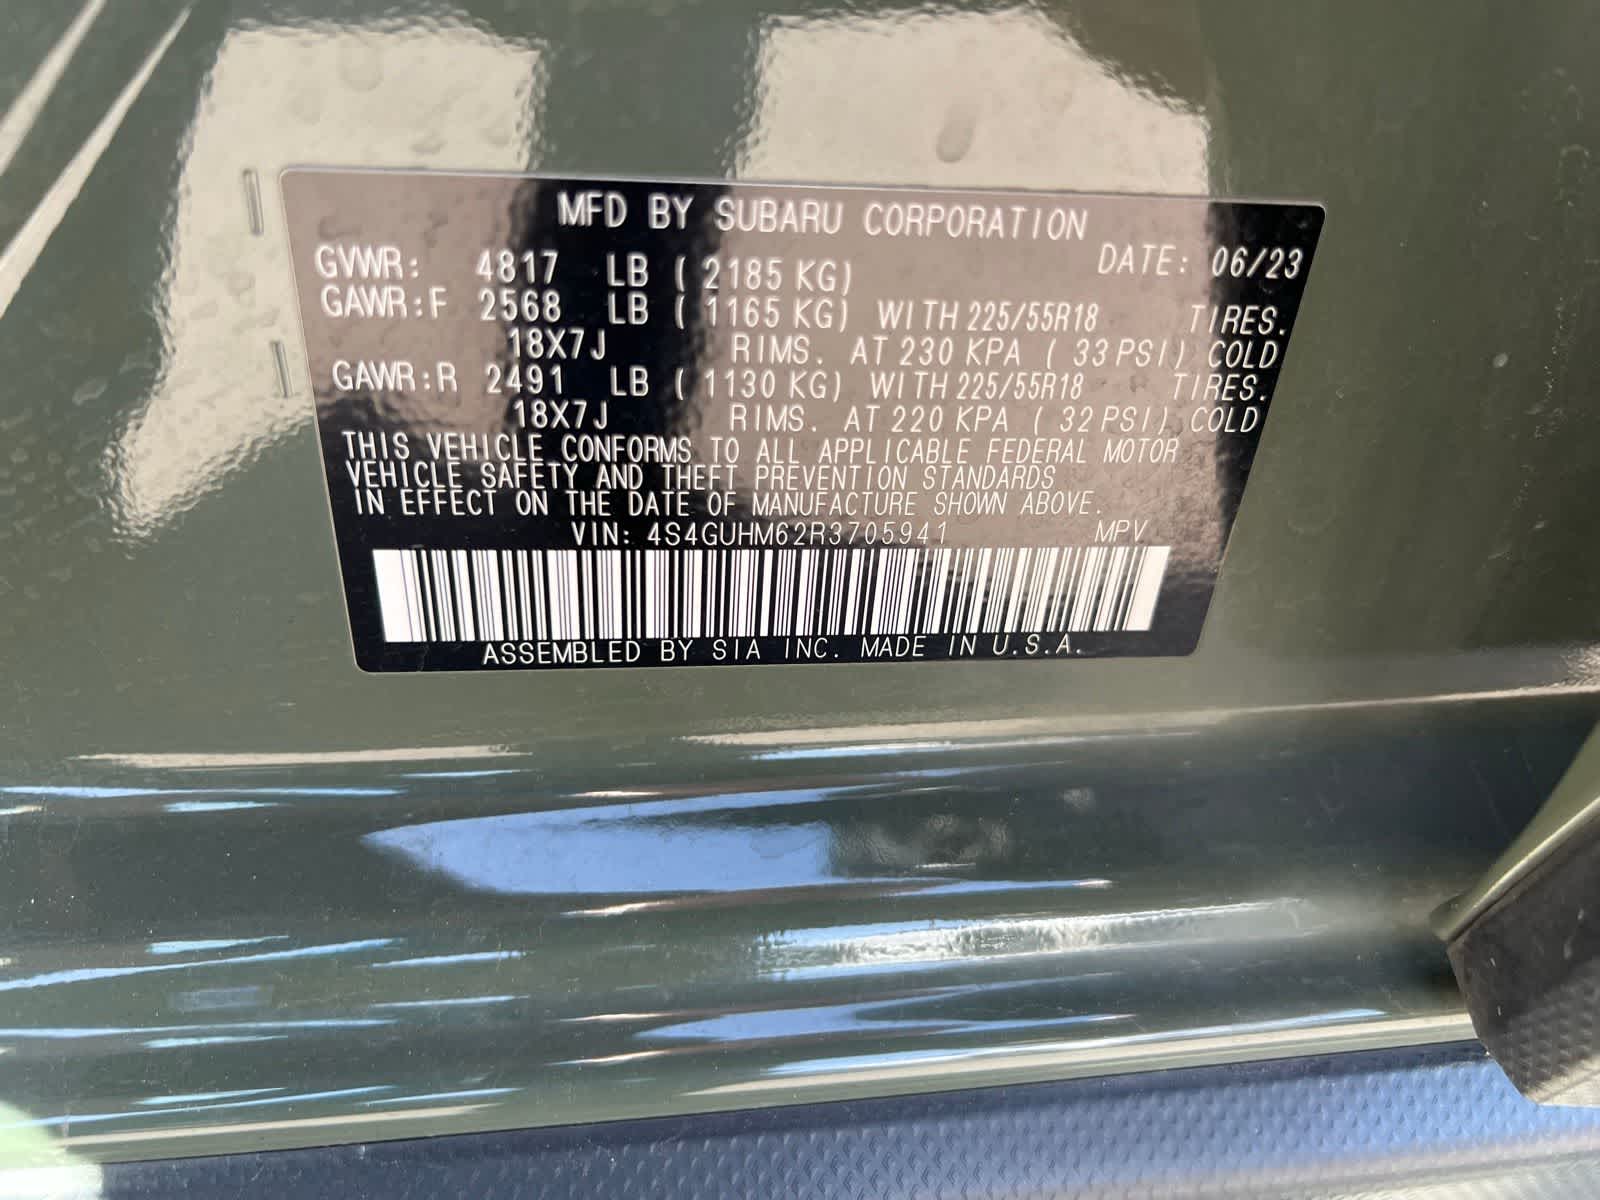 MFD BY SUBARU CORPORATION
GVWR: 4817 LB ( 2185 KG) DATE: 06/23
GAWR:F 2568 LB ( 1165 KG) WITH 225/55R18 TIRES.
18X7J RIMS. AT 230 KPA ( 33 PSI) COLD
GAWR:R 2491 LB ( 1130 KG) WITH 225/55R18 TIRES.
18X7J RIMS. AT 220 KPA ( 32 PSI) COLD
THIS VEHICLE CONFORMS TO ALL APPLICABLE FEDERAL MOTOR
VEHICLE SAFETY AND THEFT PREVENTION STANDARDS
IN EFFECT ON THE DATE OF MANUFACTURE SHOWN ABOVE.
VIN: 4S4GUHM62R3705941 MPV
ASSEMBLED BY SIA INC. MADE IN U.S.A.